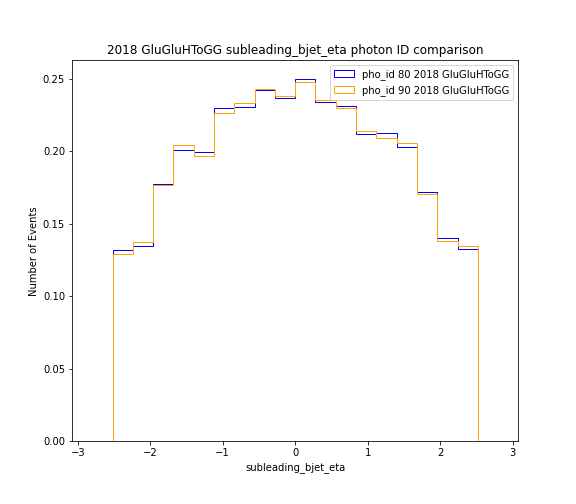 2018 GluGluHToGG subleading_bjet_eta photon ID comparison
pho_id 80 2018 GluGluHToGG
pho_id 90 2018 GluGluHToGG
Number of Events
0.25
0.20
0.15
0.10
0.05
0.00
−3 −2 −1 0 1 2 3
subleading_bjet_eta